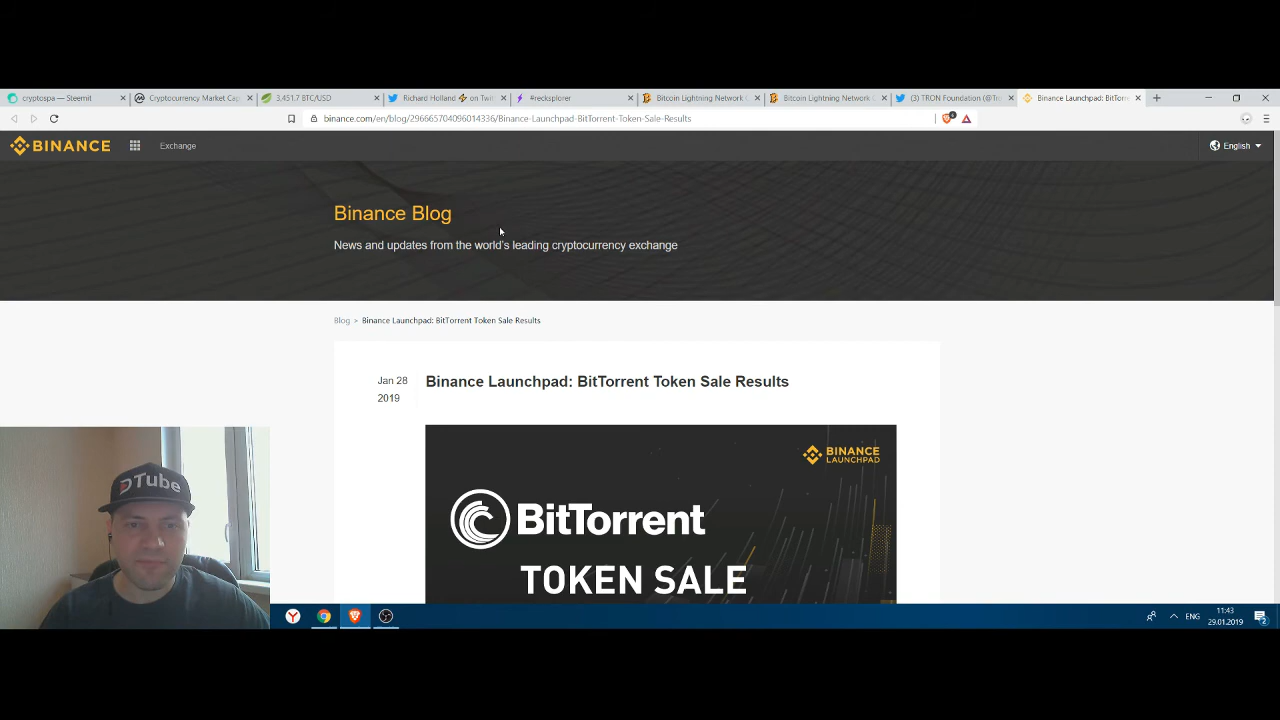 cryptospa — Steemit
Cryptocurrency Market Cap
3,451.7 BTC/USD
Richard Holland ⚡ on Twit
#recksplorer
Bitcoin Lightning Network
Bitcoin Lightning Network
(3) TRON Foundation (@Tro
Binance Launchpad: BitTorre
binance.com/en/blog/296665704096014336/Binance-Launchpad-BitTorrent-Token-Sale-Results
BINANCE
Exchange
English
Binance Blog
News and updates from the world's leading cryptocurrency exchange
Blog > Binance Launchpad: BitTorrent Token Sale Results
Jan 28
2019
Binance Launchpad: BitTorrent Token Sale Results
BINANCE
LAUNCHPAD
BitTorrent
TOKEN SALE
DTube
ENG
11:43
29.01.2019
2